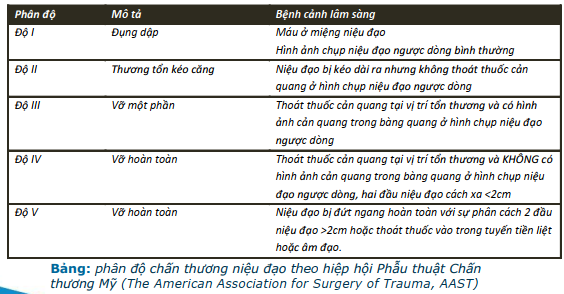 Phân độ Mô tả Bệnh cảnh lâm sàng
Độ I Đụng dập Máu ở miệng niệu đạo
Hình ảnh chụp niệu đạo ngược dòng bình thường
Độ II Thương tổn kéo căng Niệu đạo bị kéo dài ra nhưng không thoát thuốc cản
quang ở hình chụp niệu đạo ngược dòng
Độ III Vỡ một phần Thoát thuốc cản quang tại vị trí tổn thương và có hình
ảnh cản quang trong bàng quang ở hình chụp niệu đạo
ngược dòng
Độ IV Vỡ hoàn toàn Thoát thuốc cản quang tại vị trí tổn thương và KHÔNG có
hình ảnh cản quang trong bàng quang ở hình chụp niệu
đạo ngược dòng, hai đầu niệu đạo cách xa <2cm
Độ V Vỡ hoàn toàn Niệu đạo bị đứt ngang hoàn toàn với sự phân cách 2 đầu
niệu đạo >2cm hoặc thoát thuốc vào trong tuyến tiền liệt
hoặc âm đạo.
Bảng: phân độ chấn thương niệu đạo theo hiệp hội Phẫu thuật Chấn
thương Mỹ (The American Association for Surgery of Trauma, AAST)